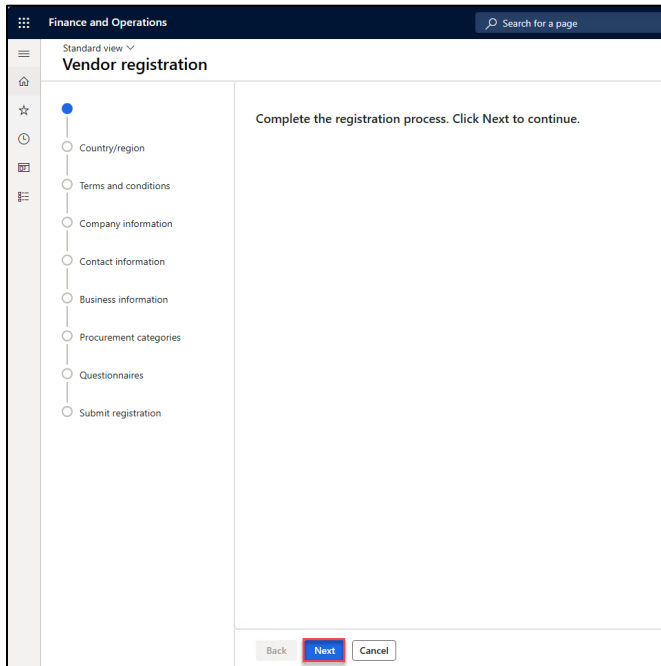 Finance and Operations
Search for a page
Standard view
Vendor registration
Complete the registration process. Click Next to continue.
Country/region
Terms and conditions
Company information
Contact information
Business information
Procurement categories
Questionnaires
Submit registration
Back Next Cancel